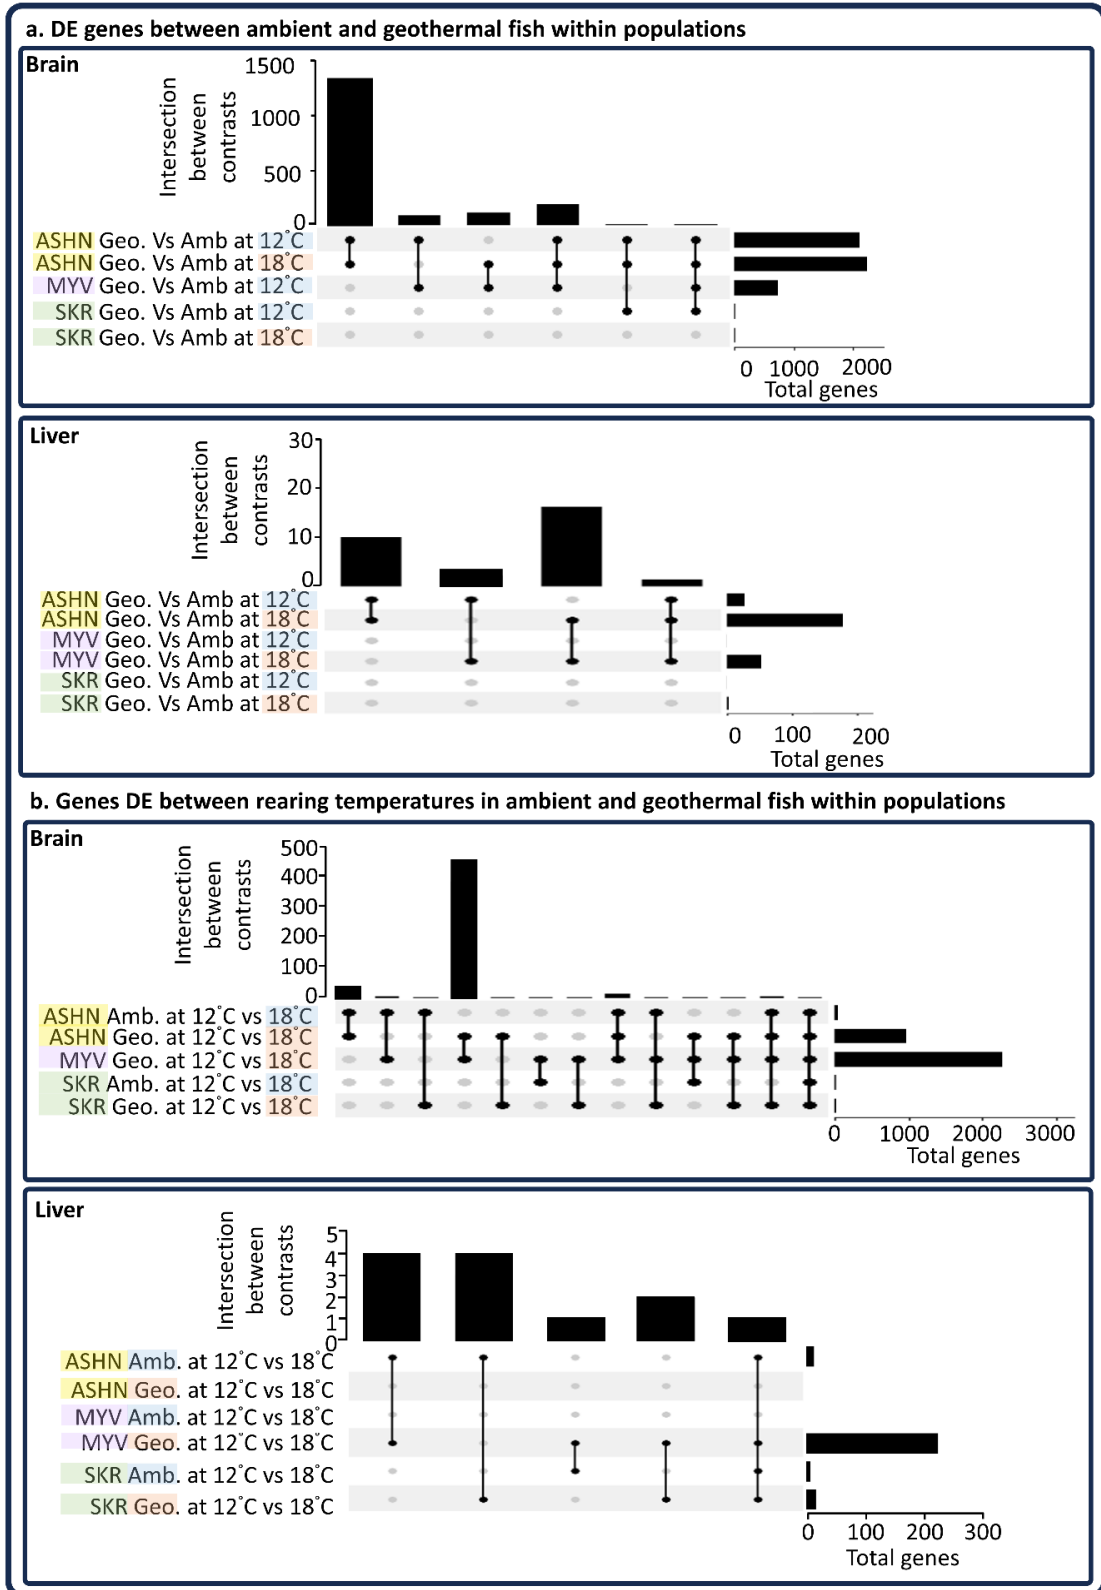 a. DE genes between ambient and geothermal fish within populations
Brain
Intersection
between
contrasts
1500
1000
500
0
ASHN Geo. Vs Amb at 12°C
ASHN Geo. Vs Amb at 18°C
MYV Geo. Vs Amb at 12°C
SKR Geo. Vs Amb at 12°C
SKR Geo. Vs Amb at 18°C
0 1000 2000
Total genes
Liver
Intersection
between
contrasts
30
20
10
0
ASHN Geo. Vs Amb at 12°C
ASHN Geo. Vs Amb at 18°C
MYV Geo. Vs Amb at 12°C
MYV Geo. Vs Amb at 18°C
SKR Geo. Vs Amb at 12°C
SKR Geo. Vs Amb at 18°C
0 100 200
Total genes
b. Genes DE between rearing temperatures in ambient and geothermal fish within populations
Brain
Intersection
between
contrasts
500
400
300
200
100
0
ASHN Amb. at 12°C vs 18°C
ASHN Geo. at 12°C vs 18°C
MYV Geo. at 12°C vs 18°C
SKR Amb. at 12°C vs 18°C
SKR Geo. at 12°C vs 18°C
0 1000 2000 3000
Total genes
Liver
Intersection
between
contrasts
5
4
3
2
1
0
ASHN Amb. at 12°C vs 18°C
ASHN Geo. at 12°C vs 18°C
MYV Amb. at 12°C vs 18°C
MYV Geo. at 12°C vs 18°C
SKR Amb. at 12°C vs 18°C
SKR Geo. at 12°C vs 18°C
0 100 200 300
Total genes